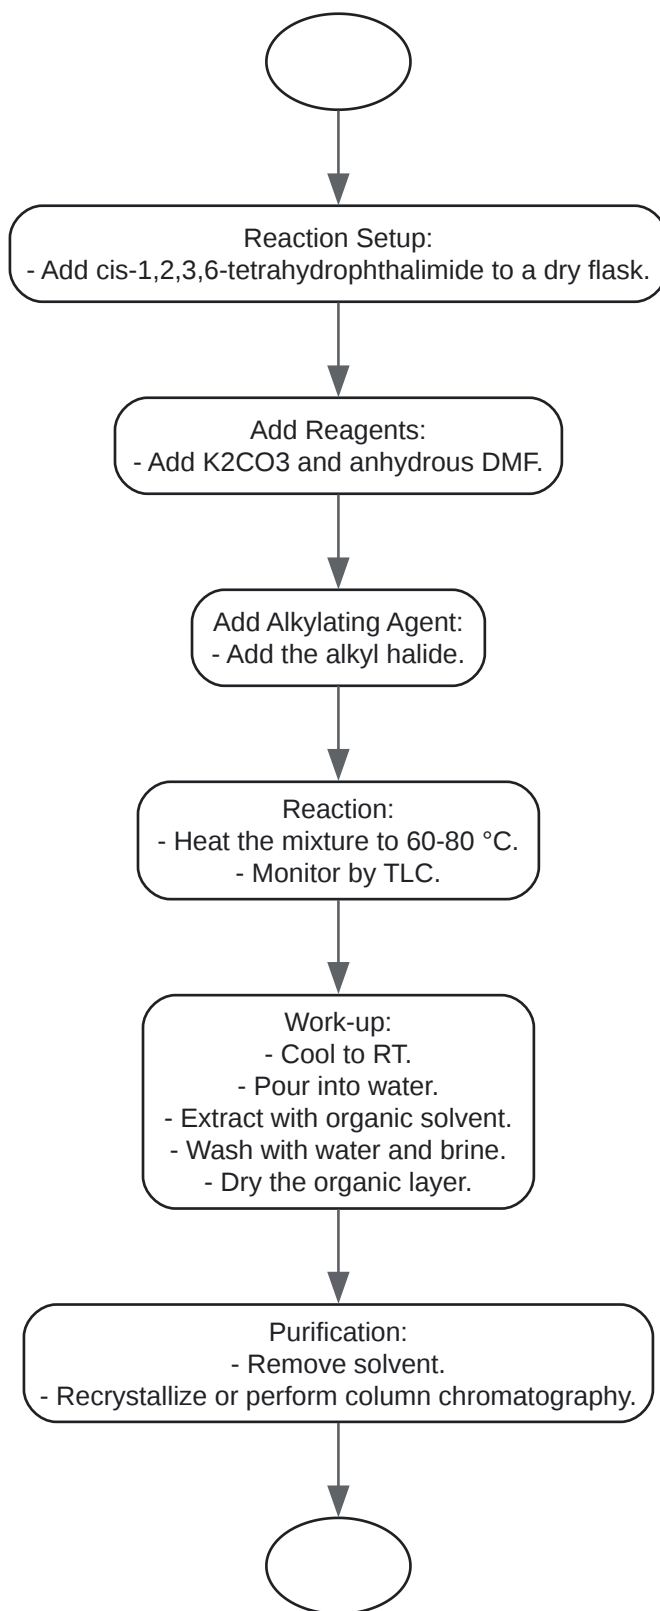 Reaction Setup:
- Add cis-1,2,3,6-tetrahydrophthalimide to a dry flask.
Add Reagents:
- Add K2CO3 and anhydrous DMF.
Add Alkylating Agent:
- Add the alkyl halide.
Reaction:
- Heat the mixture to 60-80 °C.
- Monitor by TLC.
Work-up:
- Cool to RT.
- Pour into water.
- Extract with organic solvent.
- Wash with water and brine.
- Dry the organic layer.
Purification:
- Remove solvent.
- Recrystallize or perform column chromatography.